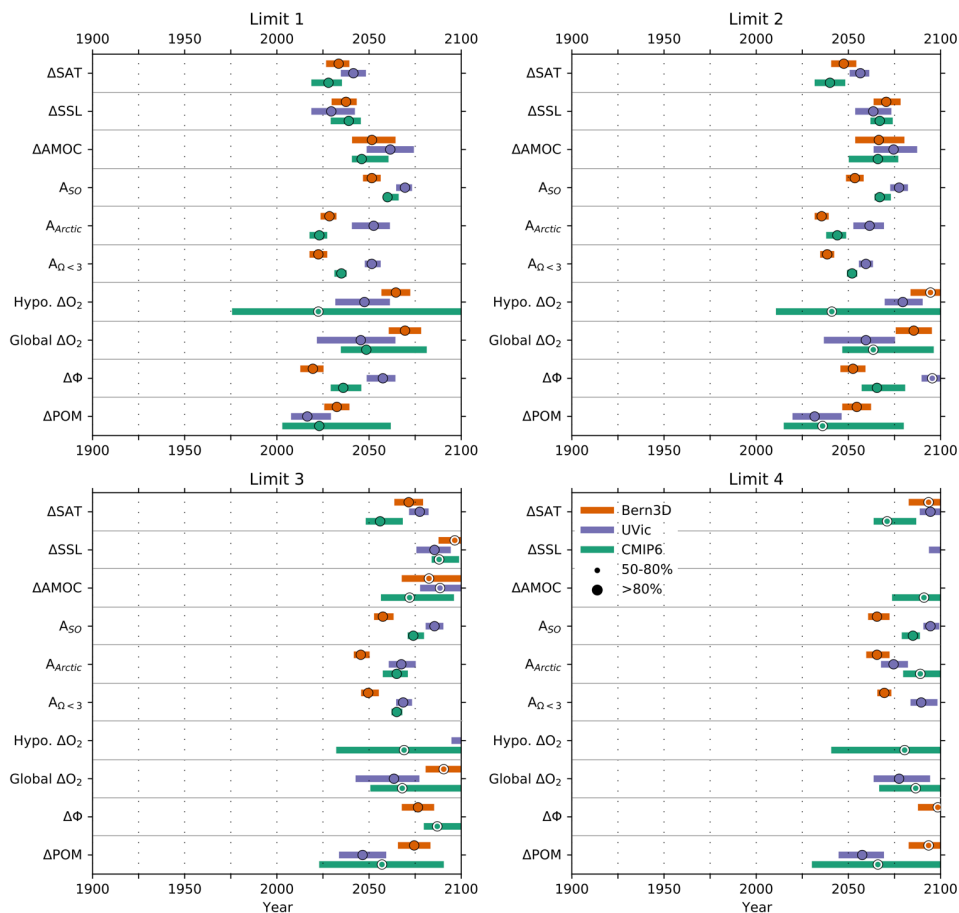 Limit 1
Limit 2
1900 1950 2000 2050 2100
1900 1950 2000 2050 2100
ΔSAT
ΔSSL
ΔAMOC
A_SO
A_Arctic
A_Ω<3
Hypo. ΔO₂
Global ΔO₂
ΔΦ
ΔPOM
1900 1950 2000 2050 2100
ΔSAT
ΔSSL
ΔAMOC
A_SO
A_Arctic
A_Ω<3
Hypo. ΔO₂
Global ΔO₂
ΔΦ
ΔPOM
1900 1950 2000 2050 2100
Limit 3
Limit 4
ΔSAT
ΔSSL
ΔAMOC
A_SO
A_Arctic
A_Ω<3
Hypo. ΔO₂
Global ΔO₂
ΔΦ
ΔPOM
1900 1950 2000 2050 2100
Year
ΔSAT
ΔSSL
ΔAMOC
A_SO
A_Arctic
A_Ω<3
Hypo. ΔO₂
Global ΔO₂
ΔΦ
ΔPOM
Bern3D
UVic
CMIP6
50-80%
>80%
1900 1950 2000 2050 2100
Year